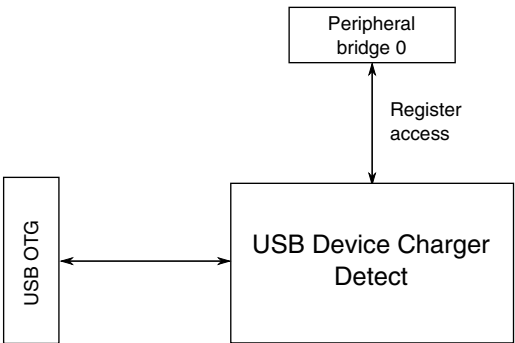 Peripheral
bridge 0
Register
access
USB Device Charger
Detect
USB OTG